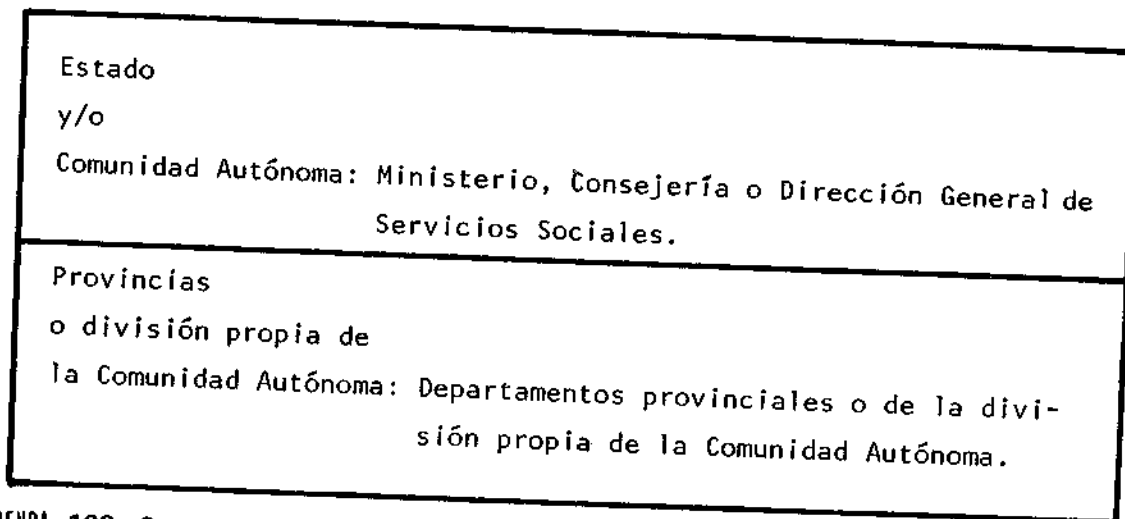 Estado
y/o
Comunidad Autónoma: Ministerio, Consejería o Dirección General de
Servicios Sociales.
Provincias
o división propia de
la Comunidad Autónoma: Departamentos provinciales o de la divi-
sión propia de la Comunidad Autónoma.